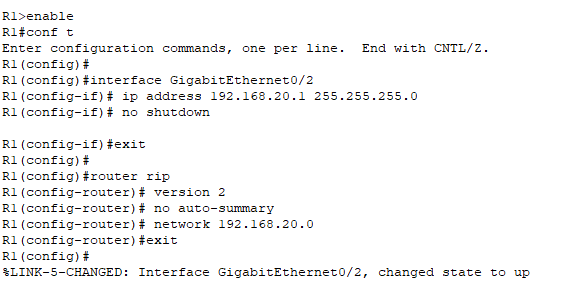 R1>enable
R1#conf t
Enter configuration commands, one per line.  End with CNTL/Z.
R1(config)#
R1(config)#interface GigabitEthernet0/2
R1(config-if)# ip address 192.168.20.1 255.255.255.0
R1(config-if)# no shutdown

R1(config-if)#exit
R1(config)#
R1(config)#router rip
R1(config-router)# version 2
R1(config-router)# no auto-summary
R1(config-router)# network 192.168.20.0
R1(config-router)#exit
R1(config)#
%LINK-5-CHANGED: Interface GigabitEthernet0/2, changed state to up